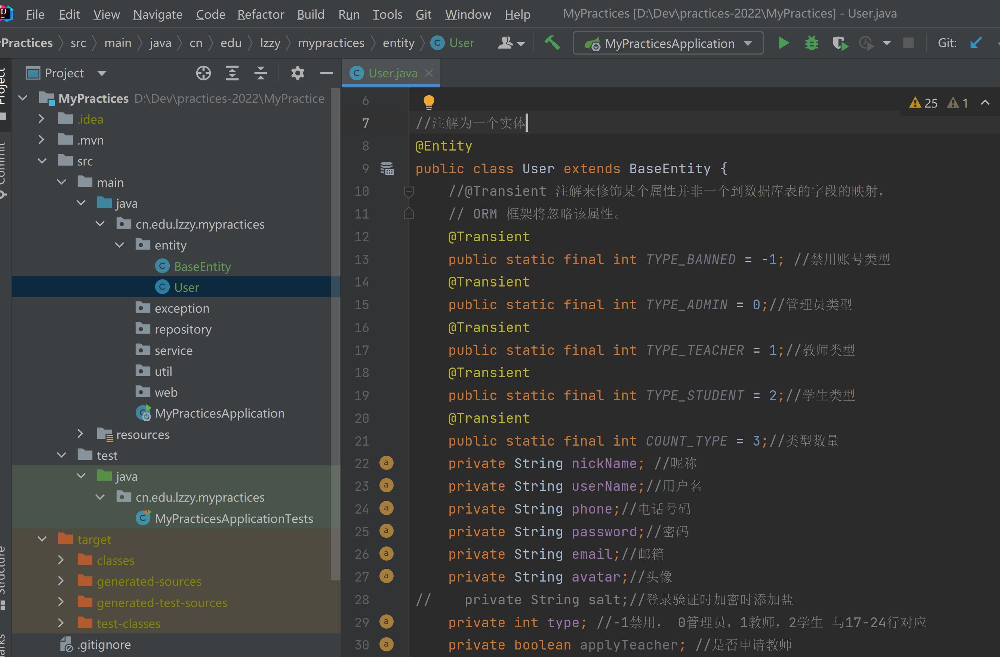 File Edit View Navigate Code Refactor Build Run Tools Git Window Help MyPractices [D:\Dev\practices-2022\MyPractices] - User.java
Practices src main java cn edu lzzy mypractices entity User MyPracticesApplication Git:
Project
Commit
Structure
Project
MyPractices D:\Dev\practices-2022\MyPractice
.idea
.mvn
src
main
java
cn.edu.lzzy.mypractices
entity
BaseEntity
User
exception
repository
service
util
web
MyPracticesApplication
resources
test
java
cn.edu.lzzy.mypractices
MyPracticesApplicationTests
target
classes
generated-sources
generated-test-sources
test-classes
.gitignore
User.java
25 1
6
7 //注解为一个实体
8 @Entity
9 public class User extends BaseEntity {
10 //@Transient 注解来修饰某个属性并非一个到数据库表的字段的映射，
11 // ORM 框架将忽略该属性。
12 @Transient
13 public static final int TYPE_BANNED = -1; //禁用账号类型
14 @Transient
15 public static final int TYPE_ADMIN = 0;//管理员类型
16 @Transient
17 public static final int TYPE_TEACHER = 1;//教师类型
18 @Transient
19 public static final int TYPE_STUDENT = 2;//学生类型
20 @Transient
21 public static final int COUNT_TYPE = 3;//类型数量
22 private String nickName; //昵称
23 private String userName;//用户名
24 private String phone;//电话号码
25 private String password;//密码
26 private String email;//邮箱
27 private String avatar;//头像
28 // private String salt;//登录验证时加密时添加盐
29 private int type; //-1禁用， 0管理员，1教师，2学生 与17-24行对应
30 private boolean applyTeacher; //是否申请教师